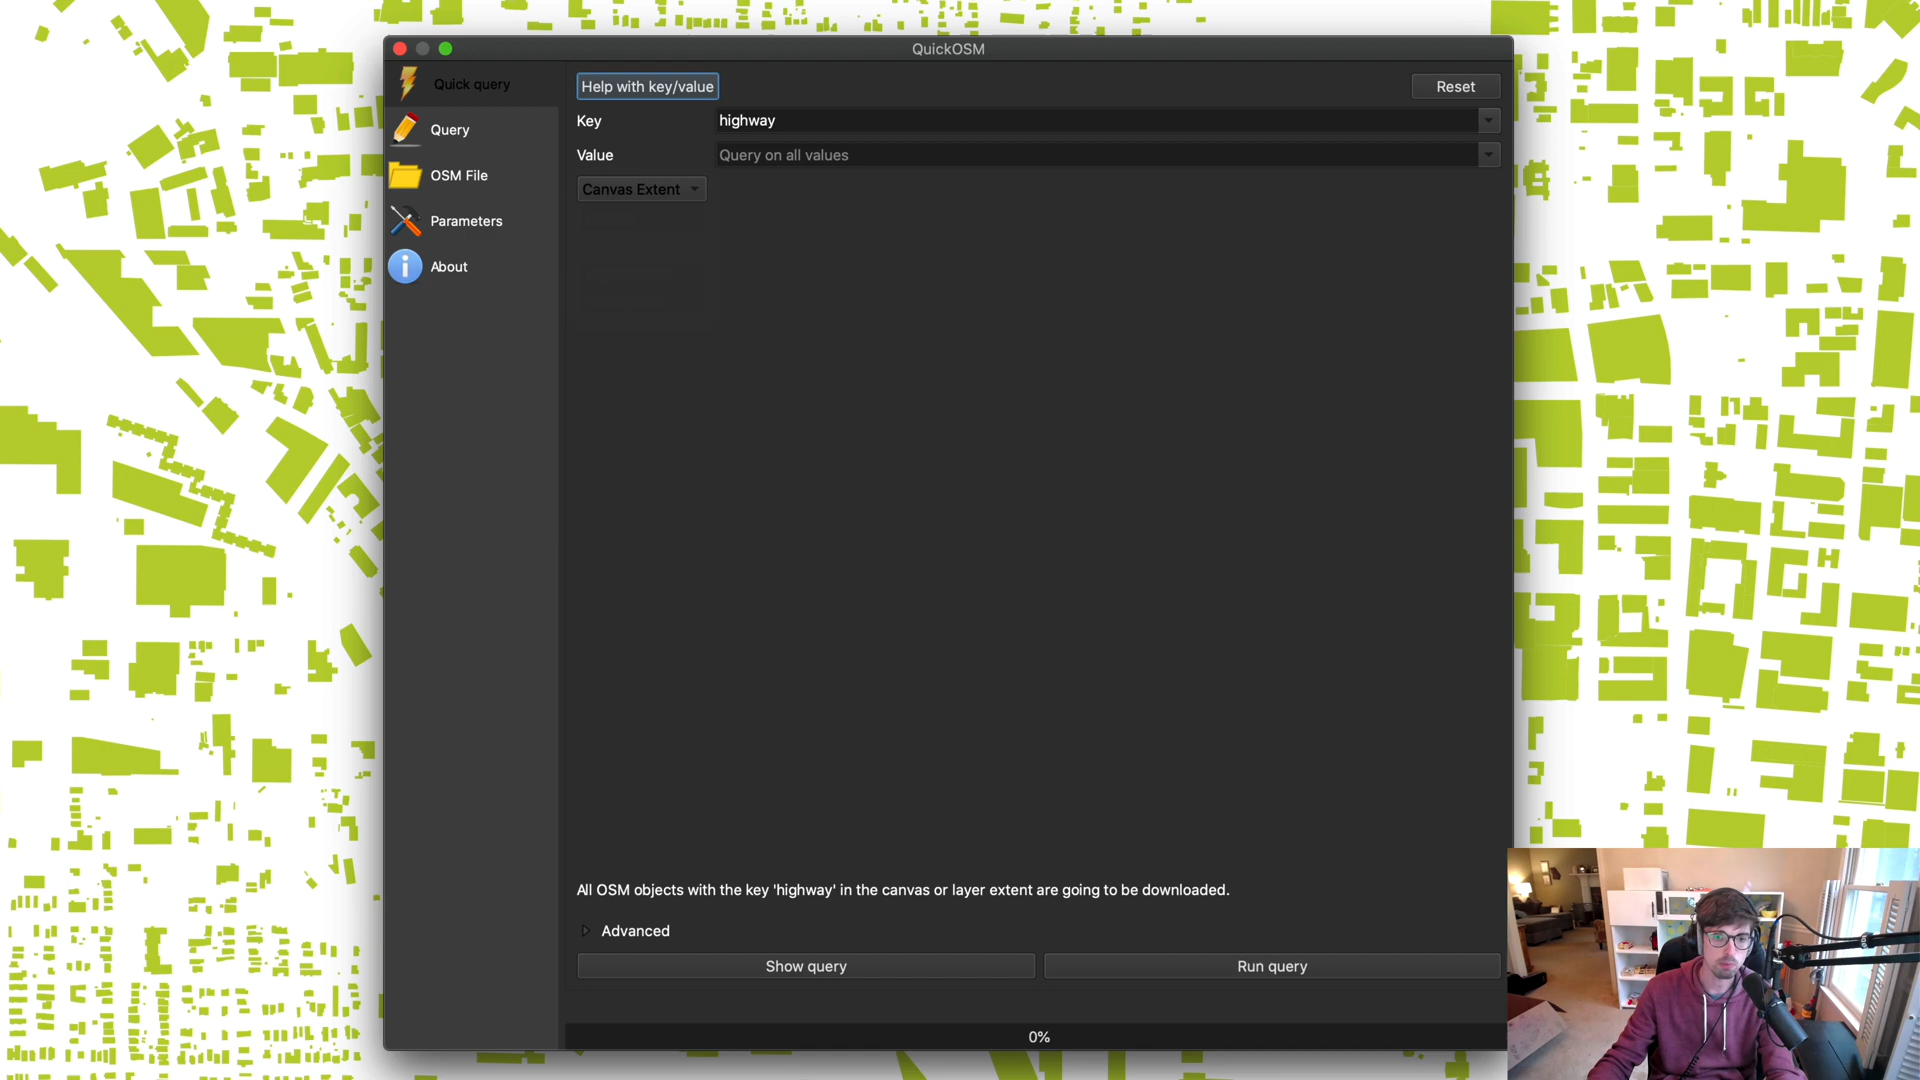 QuickOSM
Quick query
Query
OSM File
Parameters
About
Help with key/value
Reset
Key
highway
Value
Query on all values
Canvas Extent
All OSM objects with the key 'highway' in the canvas or layer extent are going to be downloaded.
Advanced
Show query
Run query
0%